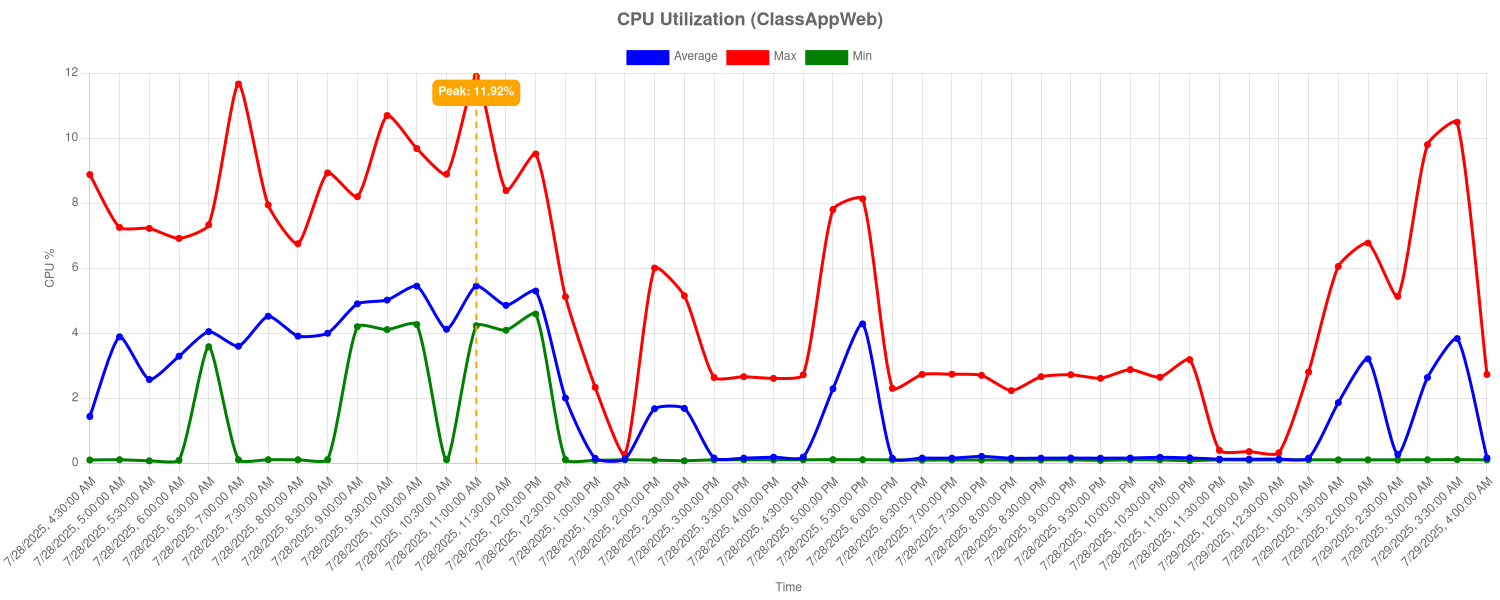 CPU Utilization (ClassAppWeb)
Average Max Min
Peak: 11.92%
12
10
8
6
4
2
0
CPU %
7/28/2025, 4:30:00 AM
7/28/2025, 5:00:00 AM
7/28/2025, 5:30:00 AM
7/28/2025, 6:00:00 AM
7/28/2025, 6:30:00 AM
7/28/2025, 7:00:00 AM
7/28/2025, 7:30:00 AM
7/28/2025, 8:00:00 AM
7/28/2025, 8:30:00 AM
7/28/2025, 9:00:00 AM
7/28/2025, 9:30:00 AM
7/28/2025, 10:00:00 AM
7/28/2025, 10:30:00 AM
7/28/2025, 11:00:00 AM
7/28/2025, 11:30:00 AM
7/28/2025, 12:00:00 PM
7/28/2025, 12:30:00 PM
7/28/2025, 1:00:00 PM
7/28/2025, 1:30:00 PM
7/28/2025, 2:00:00 PM
7/28/2025, 2:30:00 PM
7/28/2025, 3:00:00 PM
7/28/2025, 3:30:00 PM
7/28/2025, 4:00:00 PM
7/28/2025, 4:30:00 PM
7/28/2025, 5:00:00 PM
7/28/2025, 5:30:00 PM
7/28/2025, 6:00:00 PM
7/28/2025, 6:30:00 PM
7/28/2025, 7:00:00 PM
7/28/2025, 7:30:00 PM
7/28/2025, 8:00:00 PM
7/28/2025, 8:30:00 PM
7/28/2025, 9:00:00 PM
7/28/2025, 9:30:00 PM
7/28/2025, 10:00:00 PM
7/28/2025, 10:30:00 PM
7/28/2025, 11:00:00 PM
7/28/2025, 11:30:00 PM
7/29/2025, 12:00:00 AM
7/29/2025, 12:30:00 AM
7/29/2025, 1:00:00 AM
7/29/2025, 1:30:00 AM
7/29/2025, 2:00:00 AM
7/29/2025, 2:30:00 AM
7/29/2025, 3:00:00 AM
7/29/2025, 3:30:00 AM
7/29/2025, 4:00:00 AM
Time